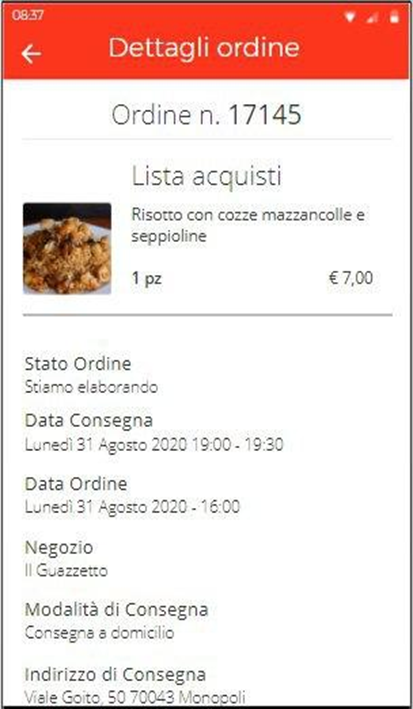 08:37
Dettagli ordine
Ordine n. 17145
Lista acquisti
Risotto con cozze mazzancolle e
seppioline
1 pz
€ 7,00
Stato Ordine
Stiamo elaborando
Data Consegna
Lunedì 31 Agosto 2020 19:00 - 19:30
Data Ordine
Lunedì 31 Agosto 2020 - 16:00
Negozio
Il Guazzetto
Modalità di Consegna
Consegna a domicilio
Indirizzo di Consegna
Viale Goito, 50 70043 Monopoli